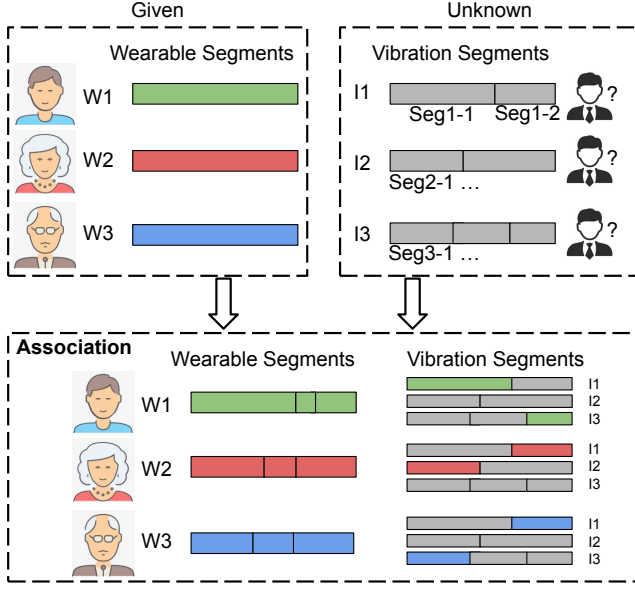 Given
Unknown
Wearable Segments
Vibration Segments
W1
I1
?
Seg1-1
Seg1-2
W2
I2
Seg2-1 ...
W3
I3
?
Seg3-1 ...
Association
Wearable Segments
Vibration Segments
W1
I1
I2
I3
W2
I1
I2
I3
W3
I1
I2
I3